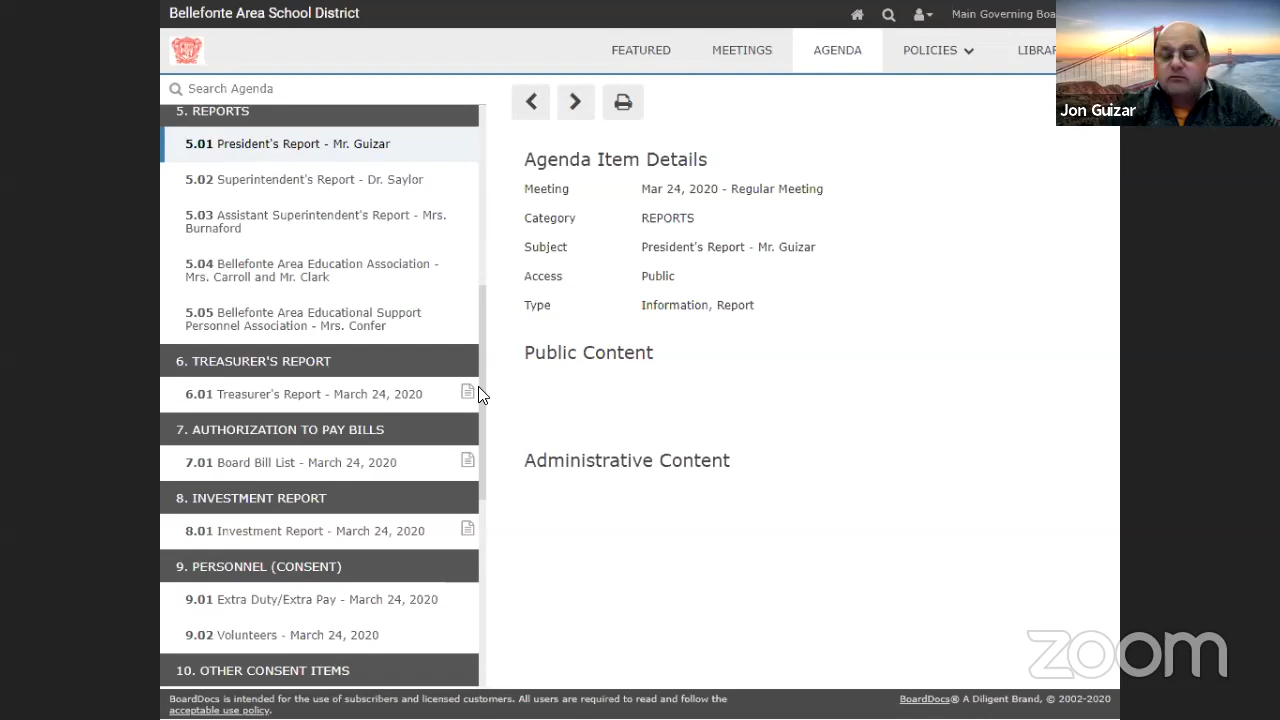 Bellefonte Area School District
Main Governing Boa
FEATURED
MEETINGS
AGENDA
POLICIES
LIBRAR
Jon Guizar
Search Agenda
5. REPORTS
5.01 President's Report - Mr. Guizar
5.02 Superintendent's Report - Dr. Saylor
5.03 Assistant Superintendent's Report - Mrs.
Burnaford
5.04 Bellefonte Area Education Association -
Mrs. Carroll and Mr. Clark
5.05 Bellefonte Area Educational Support
Personnel Association - Mrs. Confer
6. TREASURER'S REPORT
6.01 Treasurer's Report - March 24, 2020
7. AUTHORIZATION TO PAY BILLS
7.01 Board Bill List - March 24, 2020
8. INVESTMENT REPORT
8.01 Investment Report - March 24, 2020
9. PERSONNEL (CONSENT)
9.01 Extra Duty/Extra Pay - March 24, 2020
9.02 Volunteers - March 24, 2020
10. OTHER CONSENT ITEMS
Agenda Item Details
Meeting Mar 24, 2020 - Regular Meeting
Category REPORTS
Subject President's Report - Mr. Guizar
Access Public
Type Information, Report
Public Content
Administrative Content
zoom
BoardDocs is intended for the use of subscribers and licensed customers. All users are required to read and follow the
acceptable use policy.
BoardDocs® A Diligent Brand, © 2002-2020